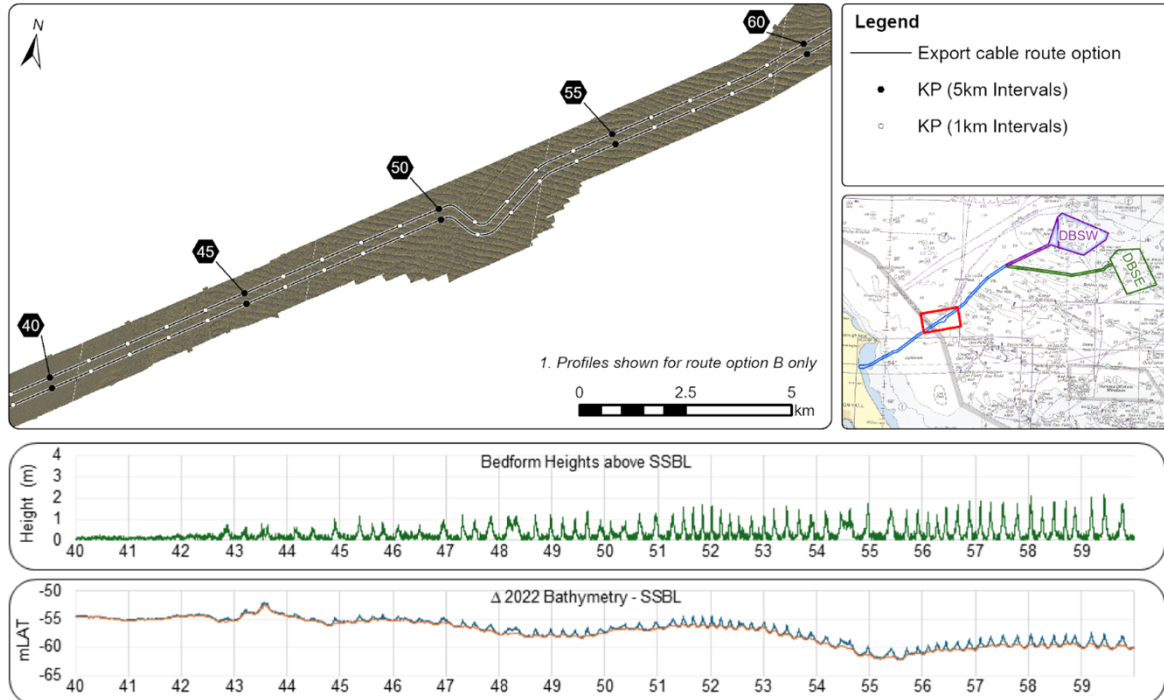 N
60
55
50
45
40
1. Profiles shown for route option B only
0 2.5 5
km
Legend
Export cable route option
KP (5km Intervals)
KP (1km Intervals)
DBSW
DBSE
Bedform Heights above SSBL
Height (m)
4
3
2
1
0
40 41 42 43 44 45 46 47 48 49 50 51 52 53 54 55 56 57 58 59
Δ 2022 Bathymetry - SSBL
mLAT
-50
-55
-60
-65
40 41 42 43 44 45 46 47 48 49 50 51 52 53 54 55 56 57 58 59